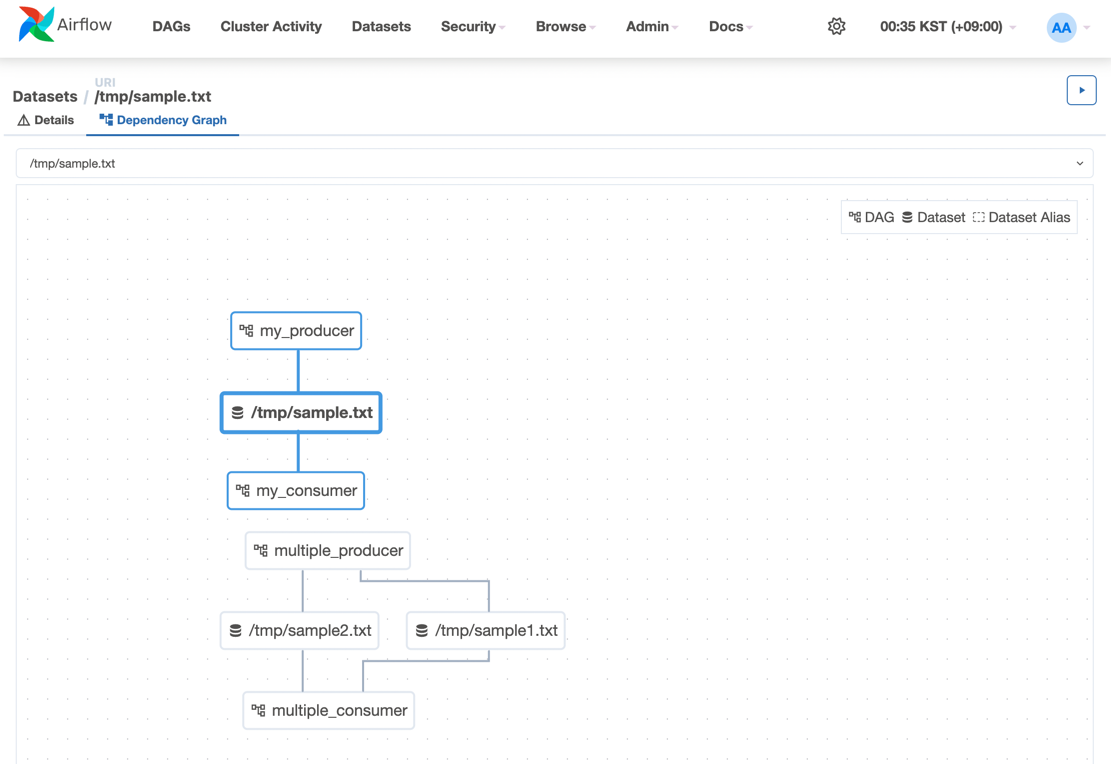 Airflow DAGs Cluster Activity Datasets Security Browse Admin Docs 00:35 KST (+09:00) AA
URI
Datasets / /tmp/sample.txt
Details Dependency Graph
/tmp/sample.txt
DAG Dataset Dataset Alias
my_producer
/tmp/sample.txt
my_consumer
multiple_producer
/tmp/sample2.txt /tmp/sample1.txt
multiple_consumer